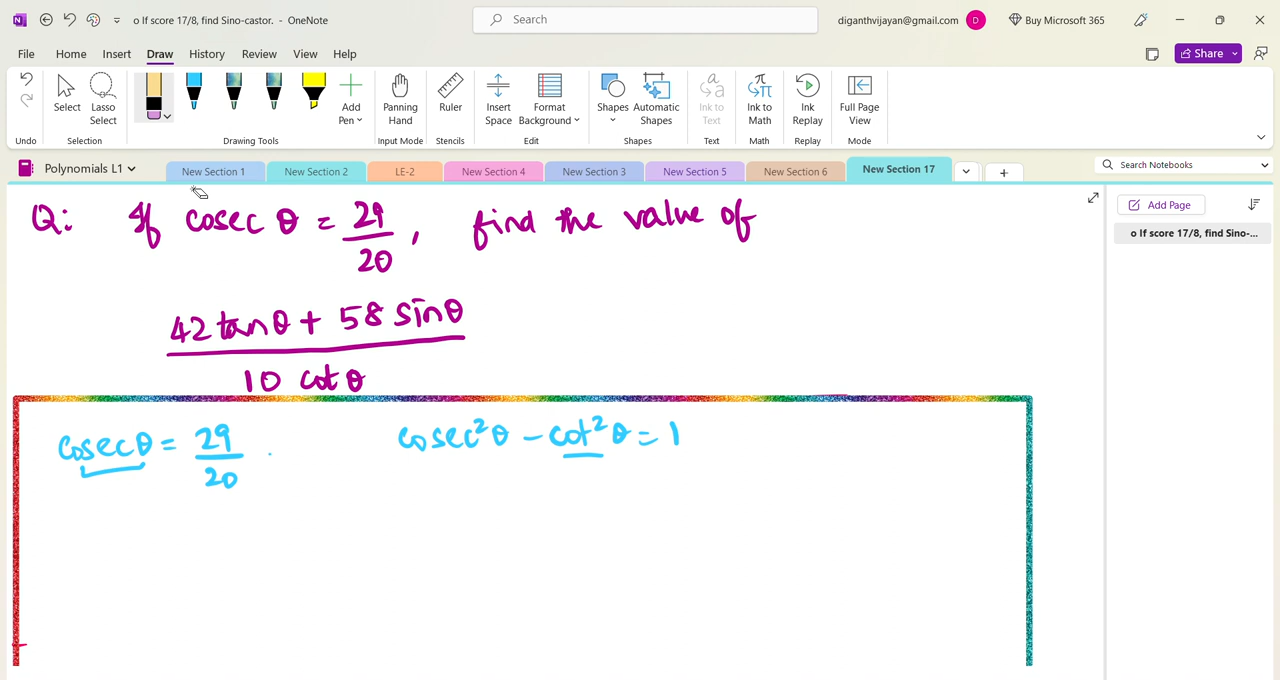 o If score 17/8, find Sino-castor. - OneNote
Search
diganthvijayan@gmail.com
D
Buy Microsoft 365
File Home Insert Draw History Review View Help
Share
Undo
Select
Lasso Select
Add Pen
Panning Hand
Ruler
Insert Space
Format Background
Shapes
Automatic Shapes
Ink to Text
Ink to Math
Ink Replay
Full Page View
Undo Selection Drawing Tools Input Mode Stencils Edit Shapes Text Math Replay Mode
Polynomials L1
New Section 1 New Section 2 LE-2 New Section 4 New Section 3 New Section 5 New Section 6 New Section 17
Search Notebooks
Add Page
o If score 17/8, find Sino-...
Q: If cosec θ = 29/20, find the value of
42 tanθ + 58 sinθ
10 cot θ
cosec θ = 29/20
cosec²θ - cot²θ = 1